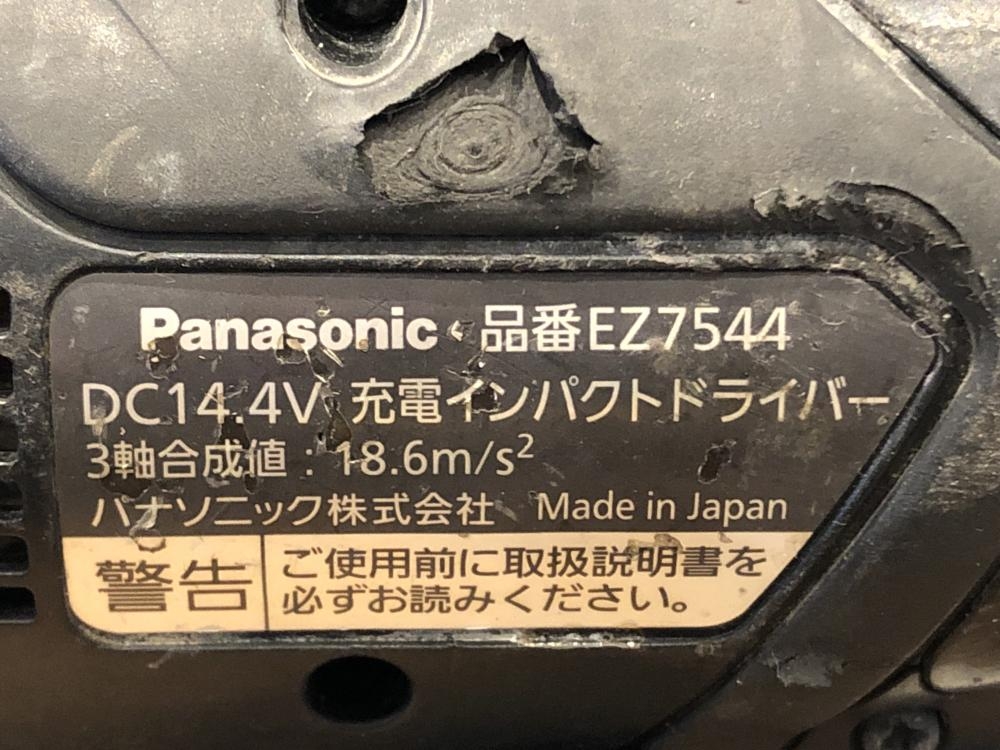 Panasonic 品番EZ7544
DC14.4V 充電インパクトドライバー
3軸合成値：18.6m/s²
パナソニック株式会社 Made in Japan
警告
ご使用前に取扱説明書を
必ずお読みください。